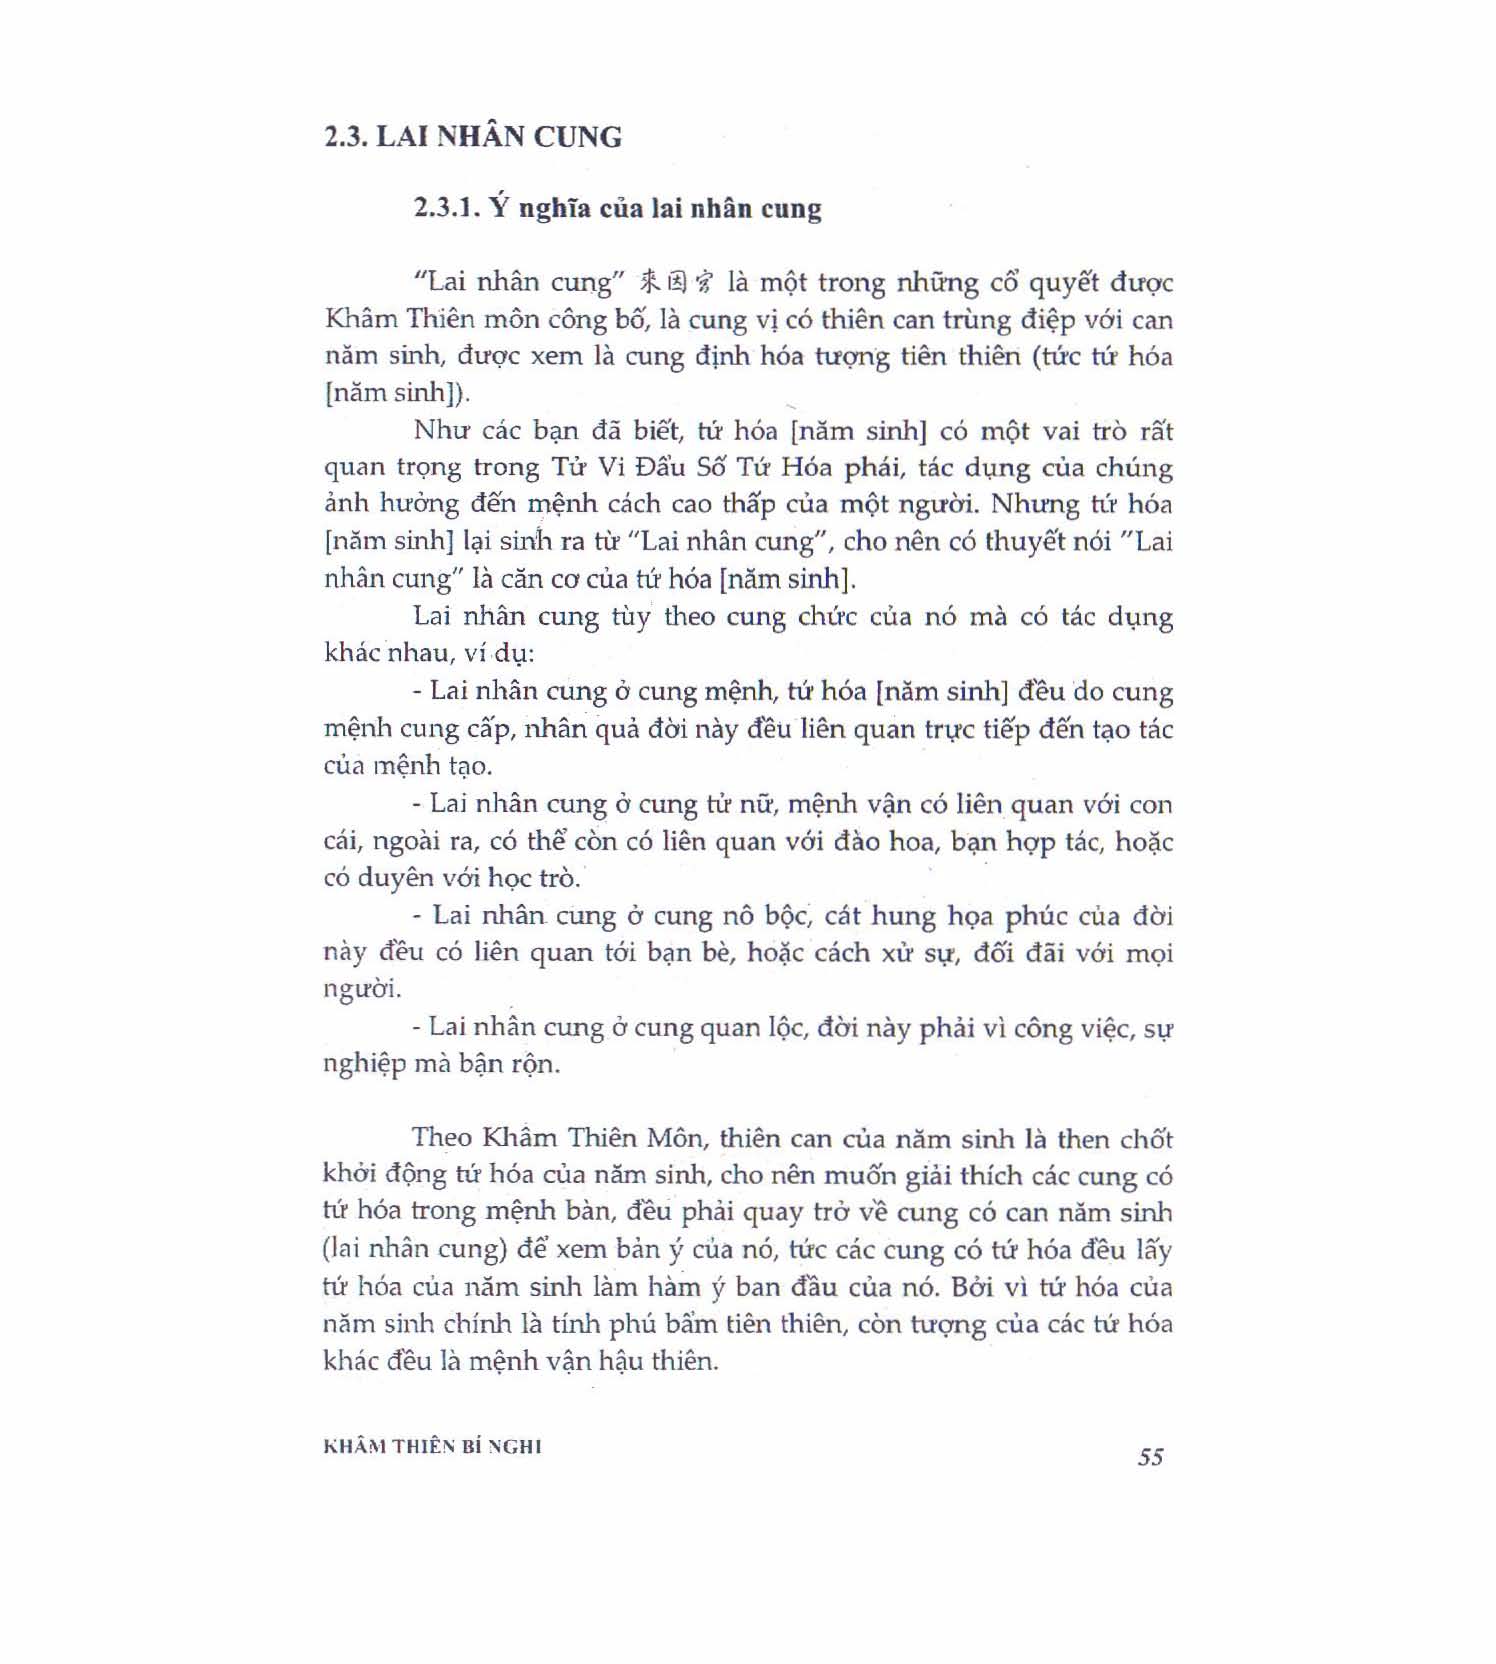 2.3. LAI NHÂN CUNG
2.3.1. Ý nghĩa của lai nhân cung
"Lai nhân cung" 來因宮 là một trong những cổ quyết được
Khâm Thiên môn công bố, là cung vị có thiên can trùng điệp với can
năm sinh, được xem là cung định hóa tượng tiên thiên (tức tứ hóa
[năm sinh]).
Như các bạn đã biết, tứ hóa [năm sinh] có một vai trò rất
quan trọng trong Tử Vi Đẩu Số Tứ Hóa phái, tác dụng của chúng
ảnh hưởng đến mệnh cách cao thấp của một người. Nhưng tứ hóa
[năm sinh] lại sinh ra từ "Lai nhân cung", cho nên có thuyết nói "Lai
nhân cung" là căn cơ của tứ hóa [năm sinh].
Lai nhân cung tùy theo cung chức của nó mà có tác dụng
khác nhau, ví dụ:
- Lai nhân cung ở cung mệnh, tứ hóa [năm sinh] đều do cung
mệnh cung cấp, nhân quả đời này đều liên quan trực tiếp đến tạo tác
của mệnh tạo.
- Lai nhân cung ở cung tử nữ, mệnh vận có liên quan với con
cái, ngoài ra, có thể còn có liên quan với đào hoa, bạn hợp tác, hoặc
có duyên với học trò.
- Lai nhân cung ở cung nô bộc, cát hung họa phúc của đời
này đều có liên quan tới bạn bè, hoặc cách xử sự, đối đãi với mọi
người.
- Lai nhân cung ở cung quan lộc, đời này phải vì công việc, sự
nghiệp mà bận rộn.
Theo Khâm Thiên Môn, thiên can của năm sinh là then chốt
khởi động tứ hóa của năm sinh, cho nên muốn giải thích các cung có
tứ hóa trong mệnh bàn, đều phải quay trở về cung có can năm sinh
(lai nhân cung) để xem bản ý của nó, tức các cung có tứ hóa đều lấy
tứ hóa của năm sinh làm hàm ý ban đầu của nó. Bởi vì tứ hóa của
năm sinh chính là tính phú bẩm tiên thiên, còn tượng của các tứ hóa
khác đều là mệnh vận hậu thiên.
KHÂM THIÊN BÍ NGHI
55